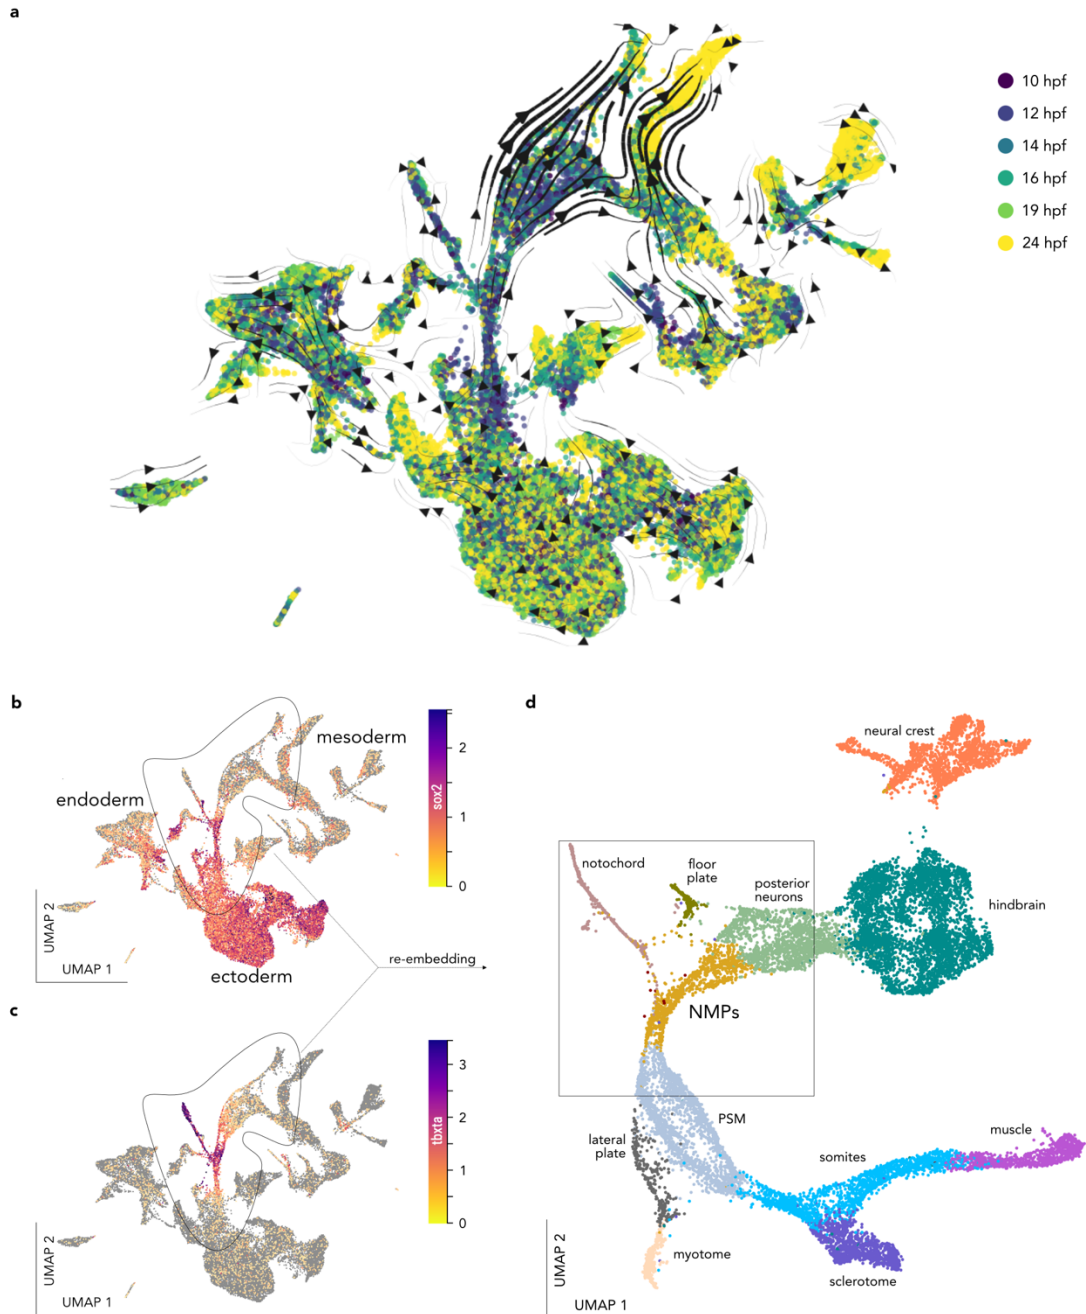 a
10 hpf
12 hpf
14 hpf
16 hpf
19 hpf
24 hpf
b
endoderm
mesoderm
ectoderm
UMAP 2
UMAP 1
2
1
0
sox2
re-embedding
c
UMAP 2
UMAP 1
3
2
1
0
tbxta
d
neural crest
notochord
floor
plate
posterior
neurons
hindbrain
NMPs
PSM
lateral
plate
somites
muscle
myotome
sclerotome
UMAP 2
UMAP 1